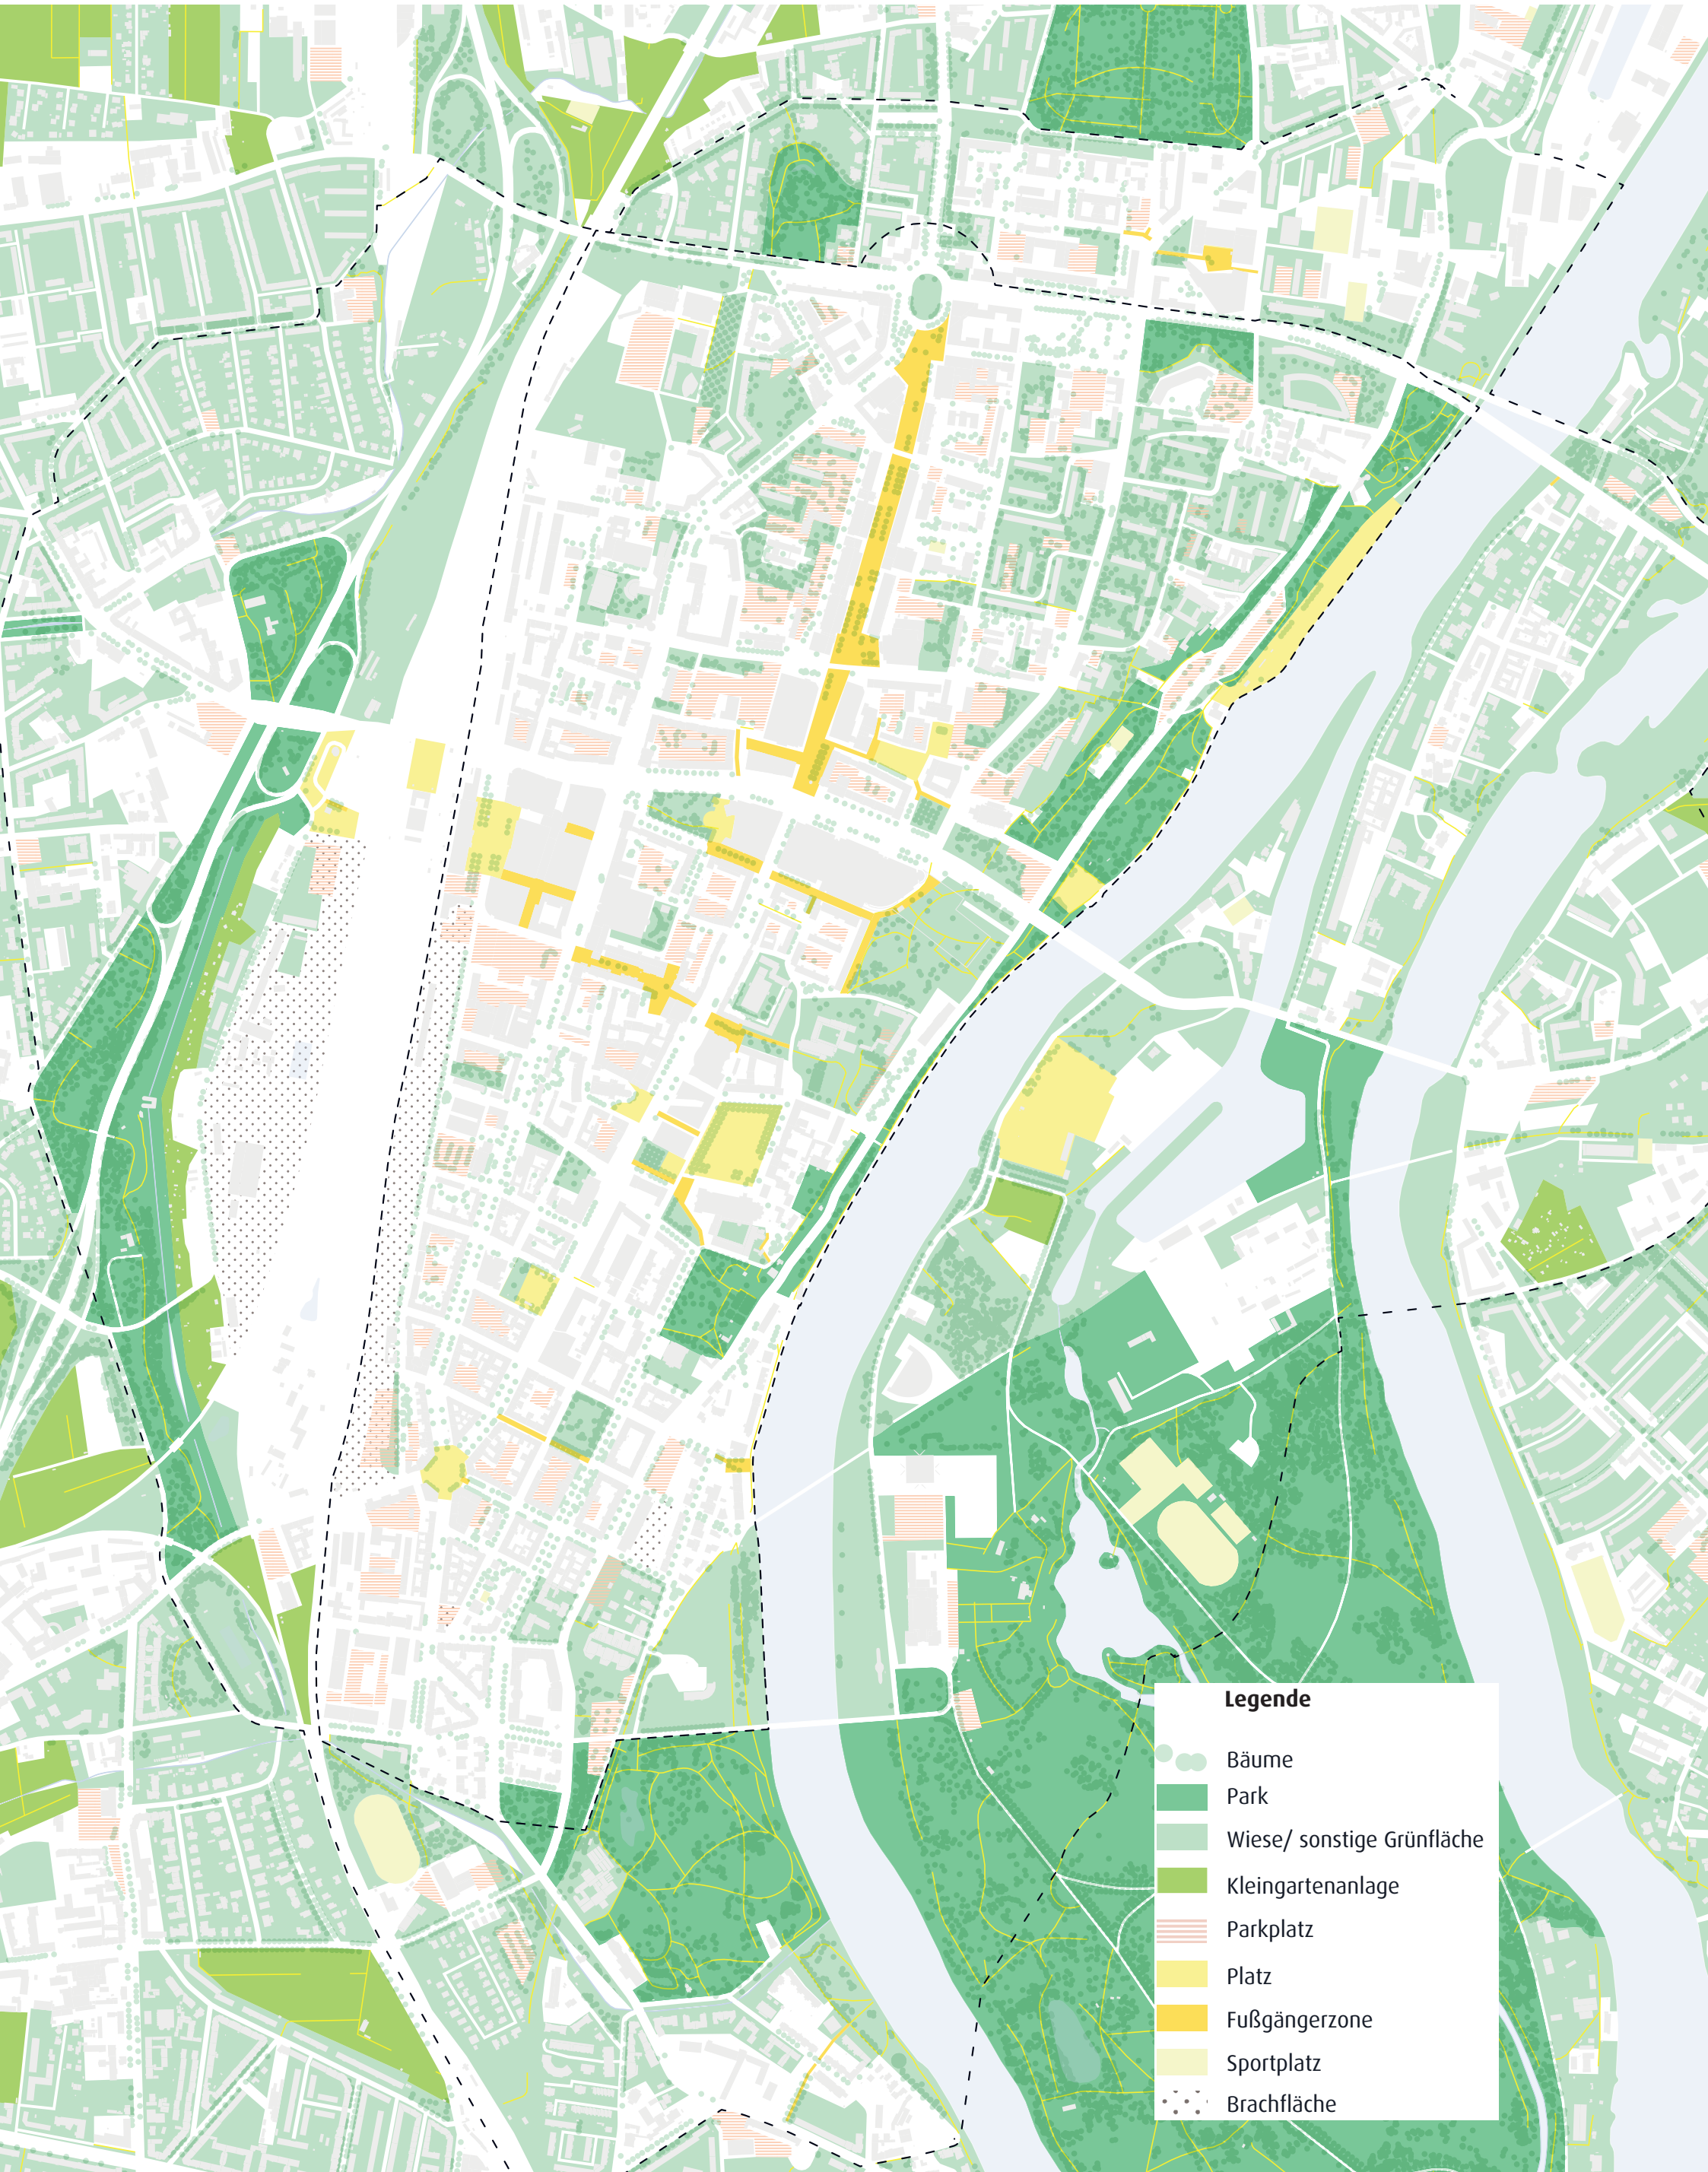 Legende
Bäume
Park
Wiese/ sonstige Grünfläche
Kleingartenanlage
Parkplatz
Platz
Fußgängerzone
Sportplatz
Brachfläche